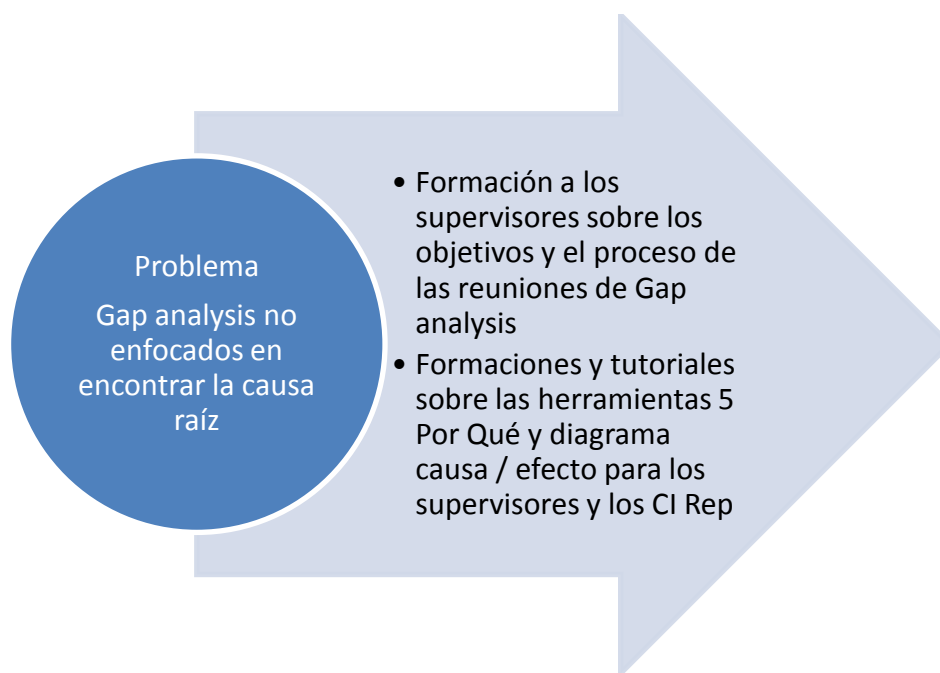 Problema
Gap analysis no
enfocados en
encontrar la causa
raíz
• Formación a los
supervisores sobre los
objetivos y el proceso de
las reuniones de Gap
analysis
• Formaciones y tutoriales
sobre las herramientas 5
Por Qué y diagrama
causa / efecto para los
supervisores y los CI Rep